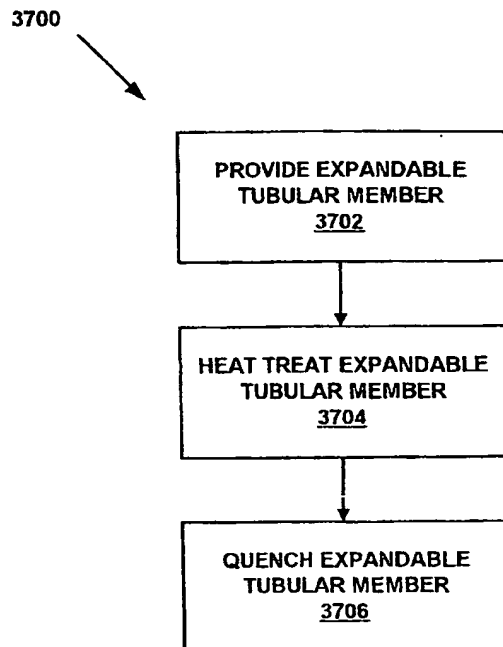 3700
PROVIDE EXPANDABLE
TUBULAR MEMBER
3702
HEAT TREAT EXPANDABLE
TUBULAR MEMBER
3704
QUENCH EXPANDABLE
TUBULAR MEMBER
3706